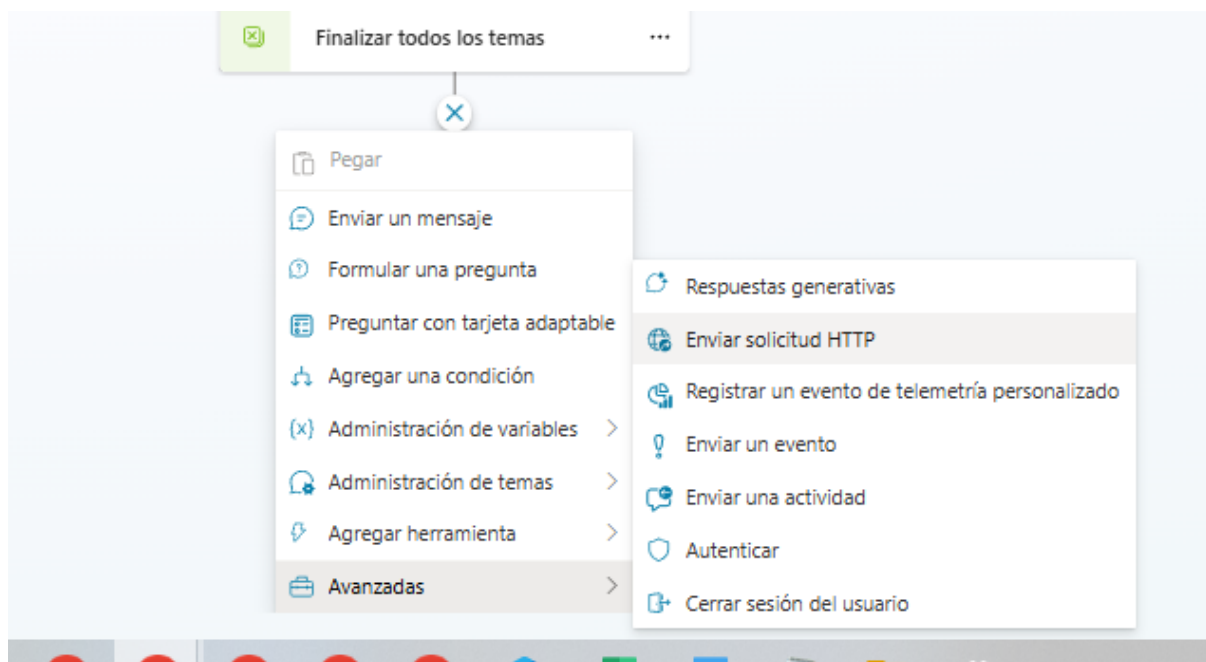 Finalizar todos los temas
Pegar
Enviar un mensaje
Formular una pregunta
Preguntar con tarjeta adaptable
Agregar una condición
Administración de variables
Administración de temas
Agregar herramienta
Avanzadas
Respuestas generativas
Enviar solicitud HTTP
Registrar un evento de telemetría personalizado
Enviar un evento
Enviar una actividad
Autenticar
Cerrar sesión del usuario